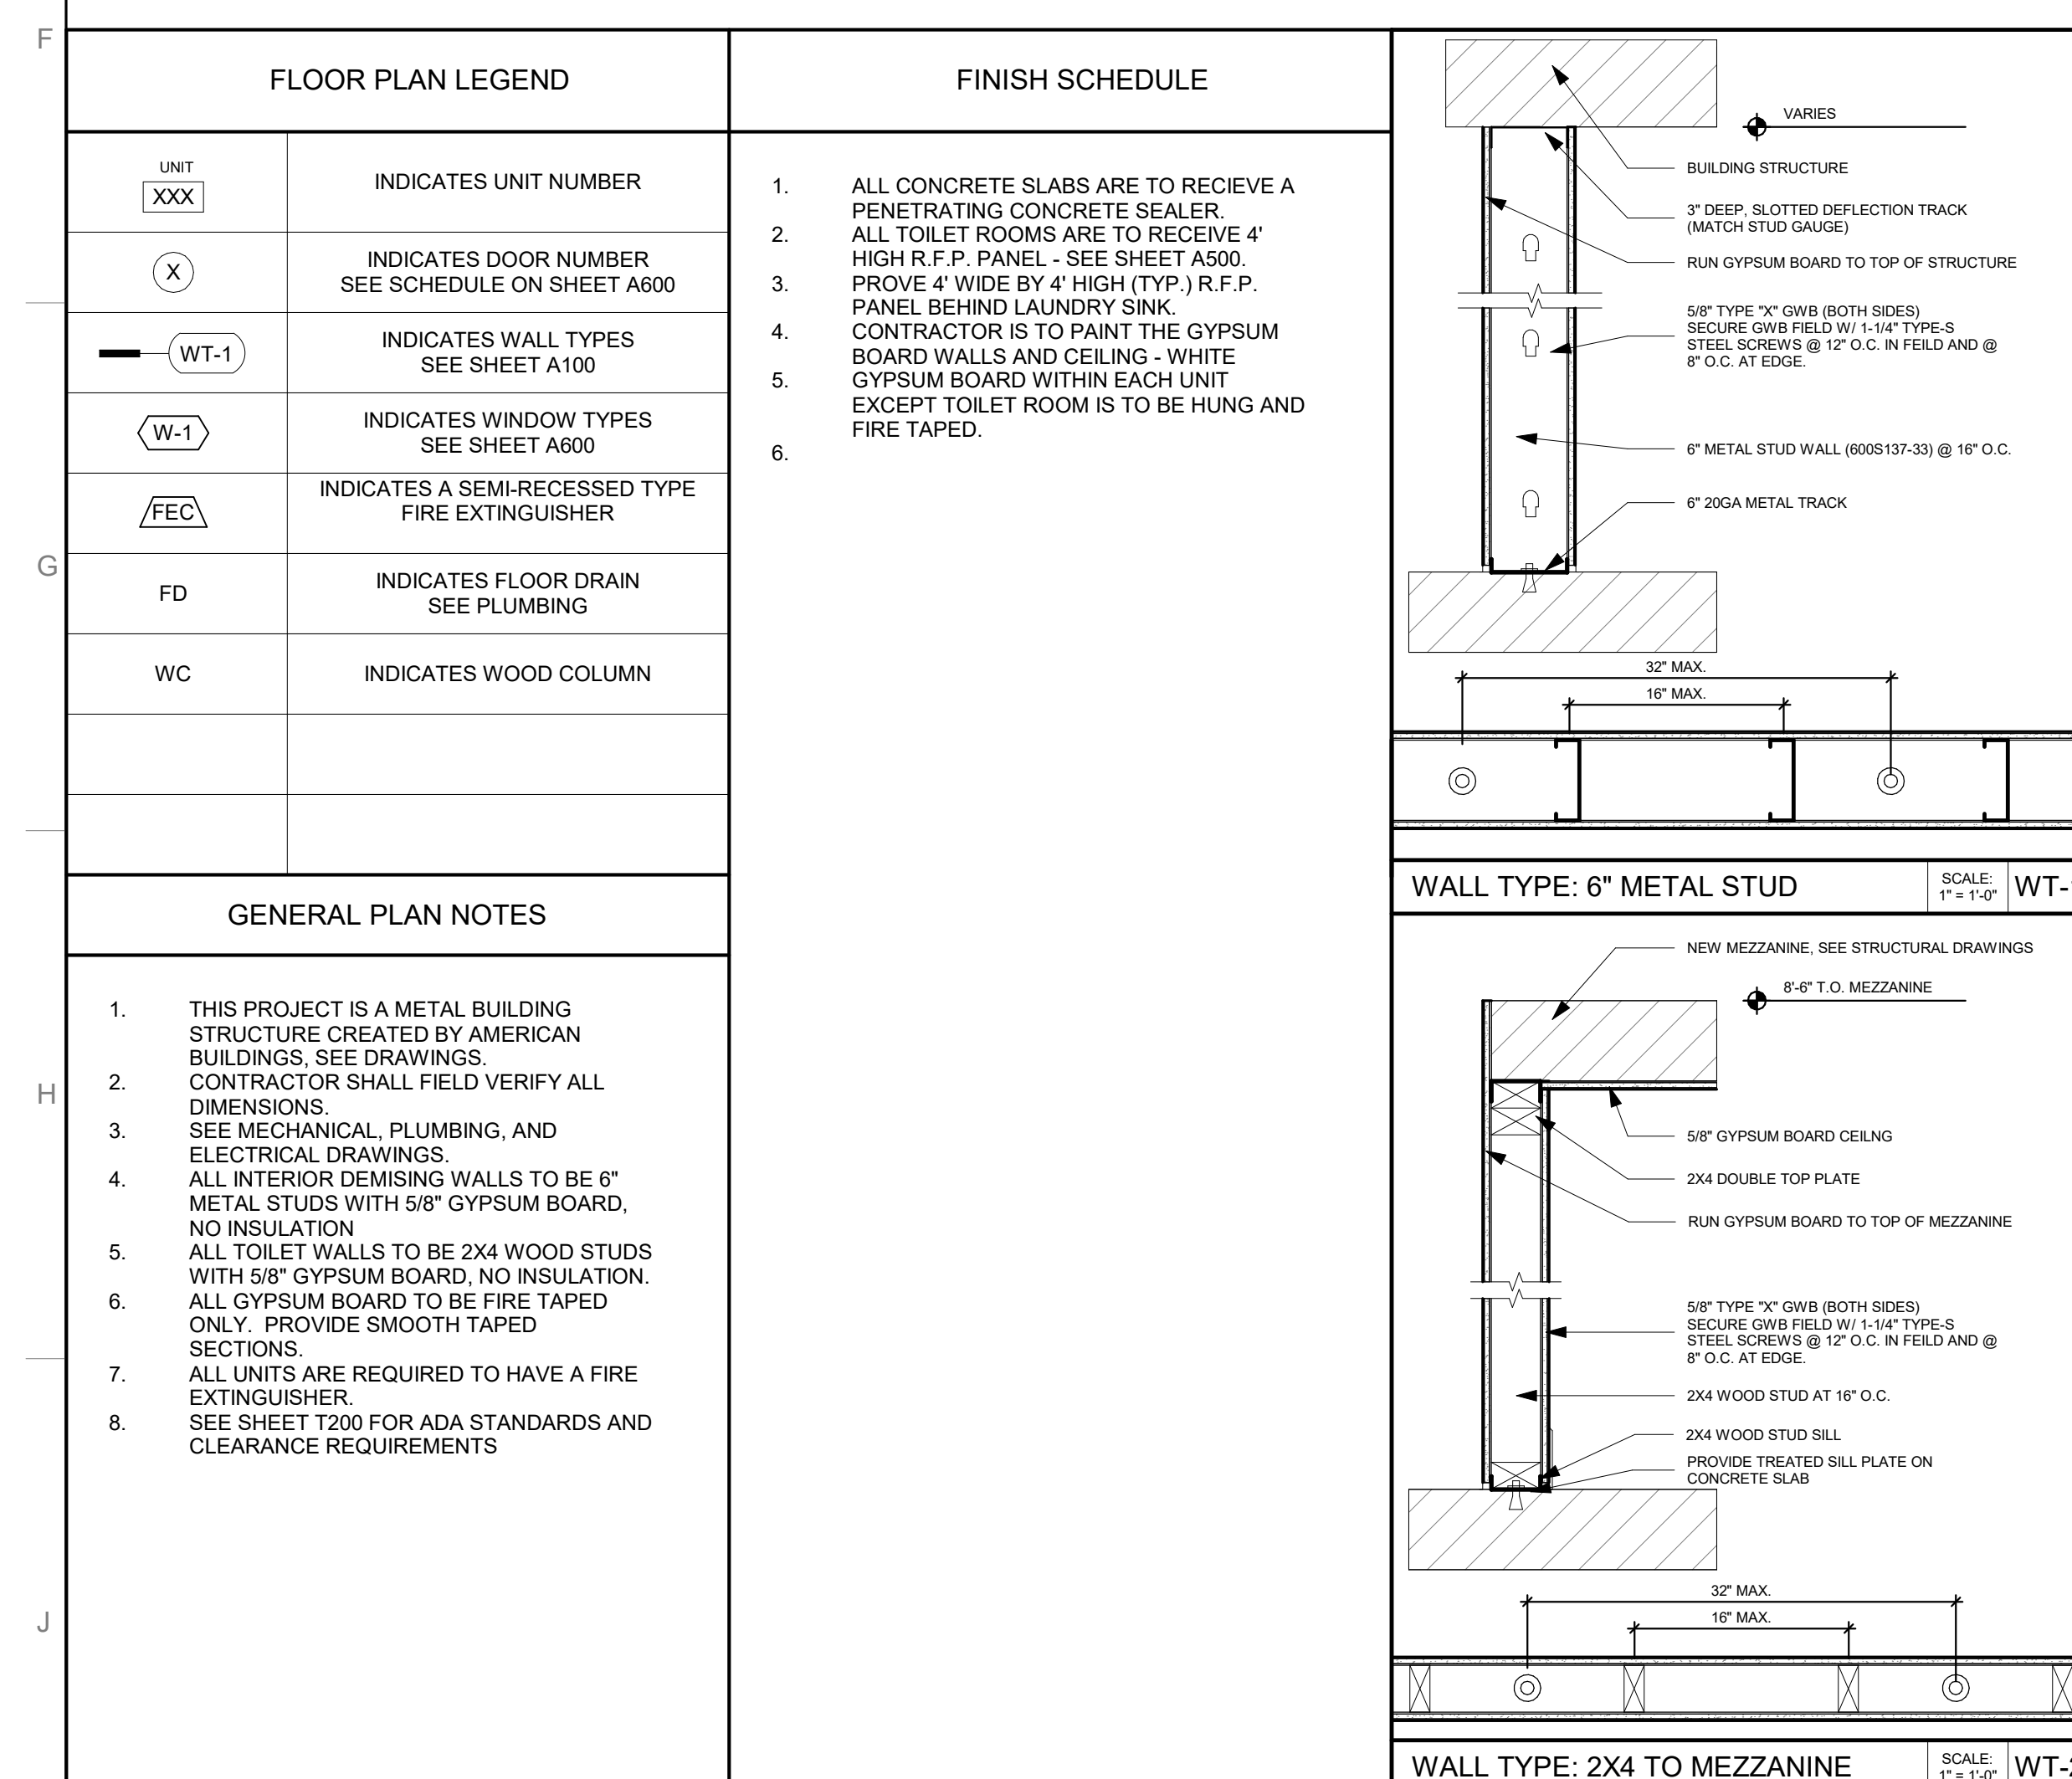 F
G
H
J
FLOOR PLAN LEGEND
UNIT
XXX
INDICATES UNIT NUMBER
X
INDICATES DOOR NUMBER
SEE SCHEDULE ON SHEET A600
WT-1
INDICATES WALL TYPES
SEE SHEET A100
W-1
INDICATES WINDOW TYPES
SEE SHEET A600
FEC
INDICATES A SEMI-RECESSED TYPE
FIRE EXTINGUISHER
FD
INDICATES FLOOR DRAIN
SEE PLUMBING
WC
INDICATES WOOD COLUMN
GENERAL PLAN NOTES
1. THIS PROJECT IS A METAL BUILDING
STRUCTURE CREATED BY AMERICAN
BUILDINGS, SEE DRAWINGS.
2. CONTRACTOR SHALL FIELD VERIFY ALL
DIMENSIONS.
3. SEE MECHANICAL, PLUMBING, AND
ELECTRICAL DRAWINGS.
4. ALL INTERIOR DEMISING WALLS TO BE 6"
METAL STUDS WITH 5/8" GYPSUM BOARD,
NO INSULATION
5. ALL TOILET WALLS TO BE 2X4 WOOD STUDS
WITH 5/8" GYPSUM BOARD, NO INSULATION.
6. ALL GYPSUM BOARD TO BE FIRE TAPED
ONLY. PROVIDE SMOOTH TAPED
SECTIONS.
7. ALL UNITS ARE REQUIRED TO HAVE A FIRE
EXTINGUISHER.
8. SEE SHEET T200 FOR ADA STANDARDS AND
CLEARANCE REQUIREMENTS
FINISH SCHEDULE
1. ALL CONCRETE SLABS ARE TO RECIEVE A
PENETRATING CONCRETE SEALER.
2. ALL TOILET ROOMS ARE TO RECEIVE 4'
HIGH R.F.P. PANEL - SEE SHEET A500.
3. PROVE 4' WIDE BY 4' HIGH (TYP.) R.F.P.
PANEL BEHIND LAUNDRY SINK.
4. CONTRACTOR IS TO PAINT THE GYPSUM
BOARD WALLS AND CEILING - WHITE
5. GYPSUM BOARD WITHIN EACH UNIT
EXCEPT TOILET ROOM IS TO BE HUNG AND
FIRE TAPED.
6.
VARIES
BUILDING STRUCTURE
3" DEEP, SLOTTED DEFLECTION TRACK
(MATCH STUD GAUGE)
RUN GYPSUM BOARD TO TOP OF STRUCTURE
5/8" TYPE "X" GWB (BOTH SIDES)
SECURE GWB FIELD W/ 1-1/4" TYPE-S
STEEL SCREWS @ 12" O.C. IN FEILD AND @
8" O.C. AT EDGE.
6" METAL STUD WALL (600S137-33) @ 16" O.C.
6" 20GA METAL TRACK
32" MAX.
16" MAX.
WALL TYPE: 6" METAL STUD
SCALE:
1" = 1'-0"
WT-1
NEW MEZZANINE, SEE STRUCTURAL DRAWINGS
8'-6" T.O. MEZZANINE
5/8" GYPSUM BOARD CEILNG
2X4 DOUBLE TOP PLATE
RUN GYPSUM BOARD TO TOP OF MEZZANINE
5/8" TYPE "X" GWB (BOTH SIDES)
SECURE GWB FIELD W/ 1-1/4" TYPE-S
STEEL SCREWS @ 12" O.C. IN FEILD AND @
8" O.C. AT EDGE.
2X4 WOOD STUD AT 16" O.C.
2X4 WOOD STUD SILL
PROVIDE TREATED SILL PLATE ON
CONCRETE SLAB
32" MAX.
16" MAX.
WALL TYPE: 2X4 TO MEZZANINE
SCALE:
1" = 1'-0"
WT-2